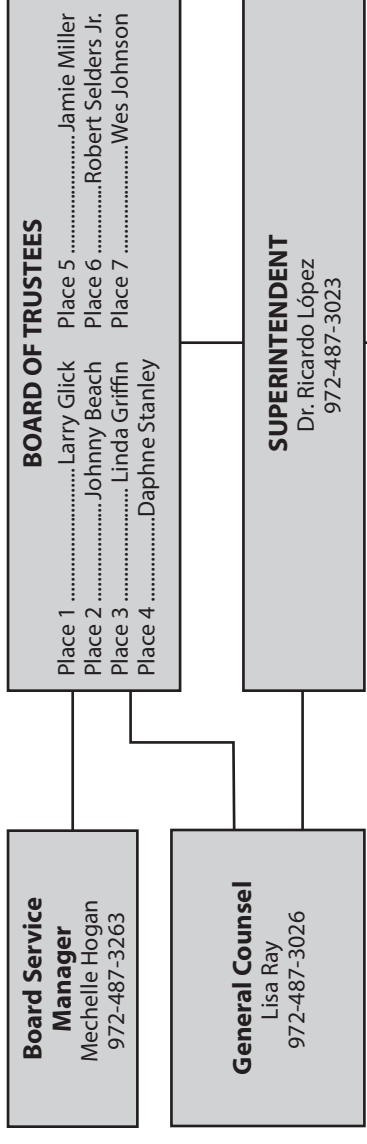 BOARD OF TRUSTEES
Place 1 ........................Larry Glick
Place 2 ....................Johnny Beach
Place 3 .................... Linda Griffin
Place 4 ...............Daphne Stanley
Place 5 ......................Jamie Miller
Place 6 ............Robert Selders Jr.
Place 7 ....................Wes Johnson
Board Service
Manager
Mechelle Hogan
972-487-3263
General Counsel
Lisa Ray
972-487-3026
SUPERINTENDENT
Dr. Ricardo López
972-487-3023